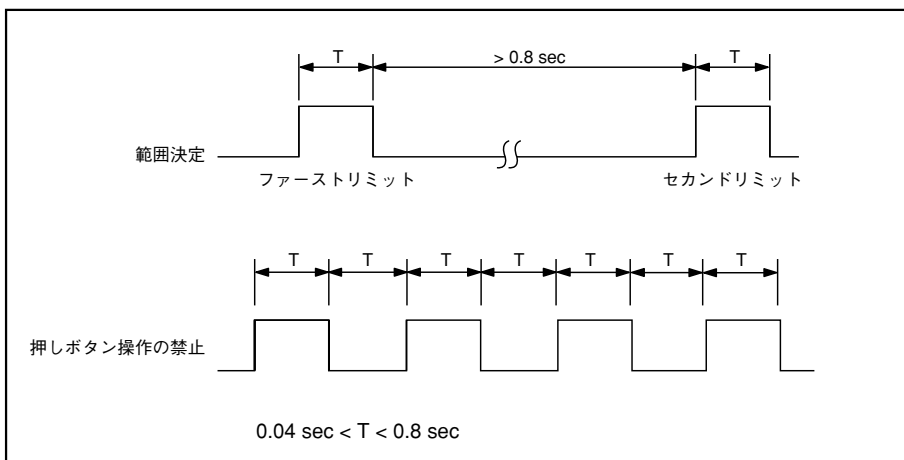 T > 0.8 sec T
範囲決定
ファーストリミット セカンドリミット
T T T T T T T
押しボタン操作の禁止
0.04 sec < T < 0.8 sec